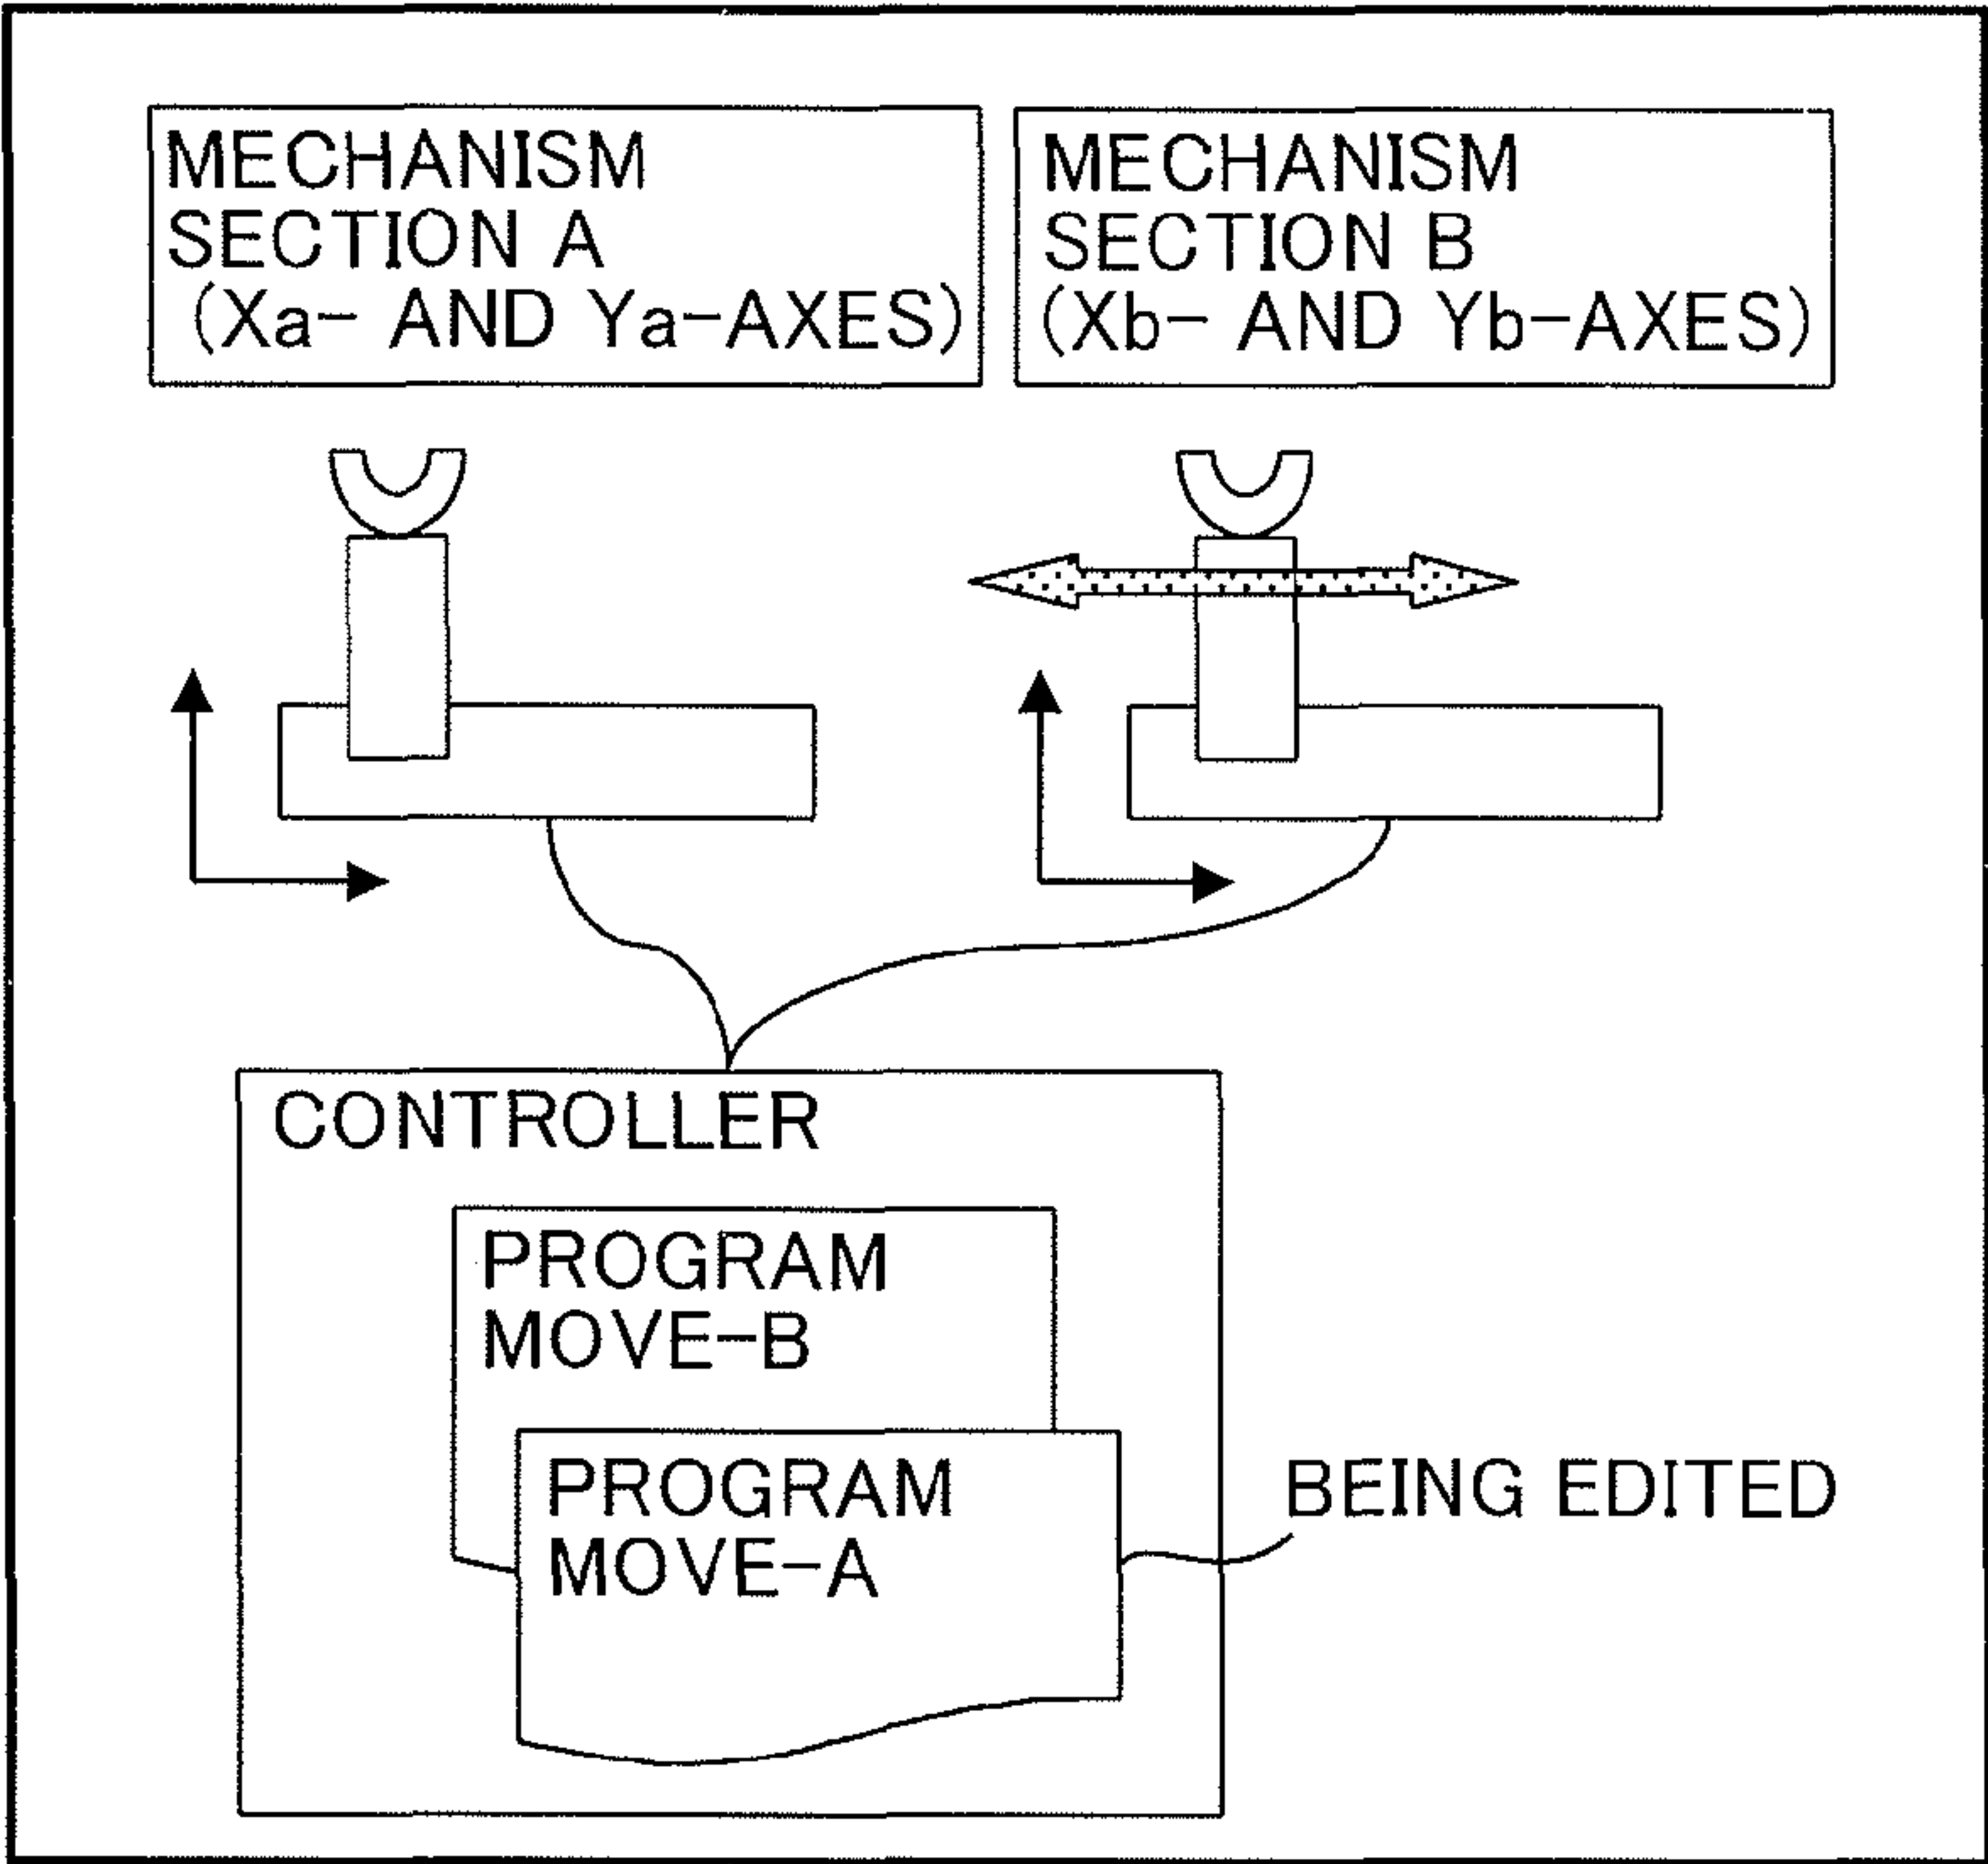 MECHANISM
SECTION A
(Xa- AND Ya-AXES)
MECHANISM
SECTION B
(Xb- AND Yb-AXES)
CONTROLLER
PROGRAM
MOVE-B
PROGRAM
MOVE-A
BEING EDITED